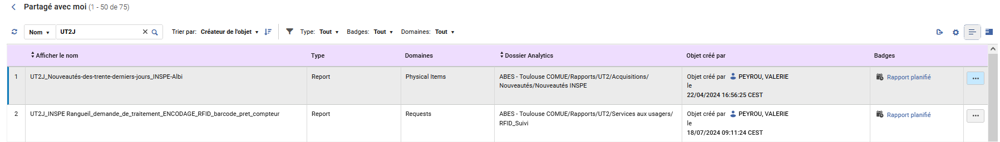 Partagé avec moi (1 - 50 de 75)
Nom UT2J Trier par: Créateur de l'objet Type: Tout Badges: Tout Domaines: Tout
Afficher le nom Type Domaines Dossier Analytics Objet créé par Badges
1 UT2J_Nouveautés-des-trente-derniers-jours_INSPE-Albi Report Physical Items ABES - Toulouse COMUE/Rapports/UT2/Acquisitions/ Objet créé par PEYROU, VALERIE Rapport planifié
Nouveautés/Nouveautés INSPE le
22/04/2024 16:56:25 CEST
2 UT2J_INSPE Rangueil_demande_de_traitement_ENCODAGE_RFID_barcode_pret_compteur Report Requests ABES - Toulouse COMUE/Rapports/UT2/Services aux usagers/ Objet créé par PEYROU, VALERIE Rapport planifié
RFID_Suivi le
18/07/2024 09:11:24 CEST